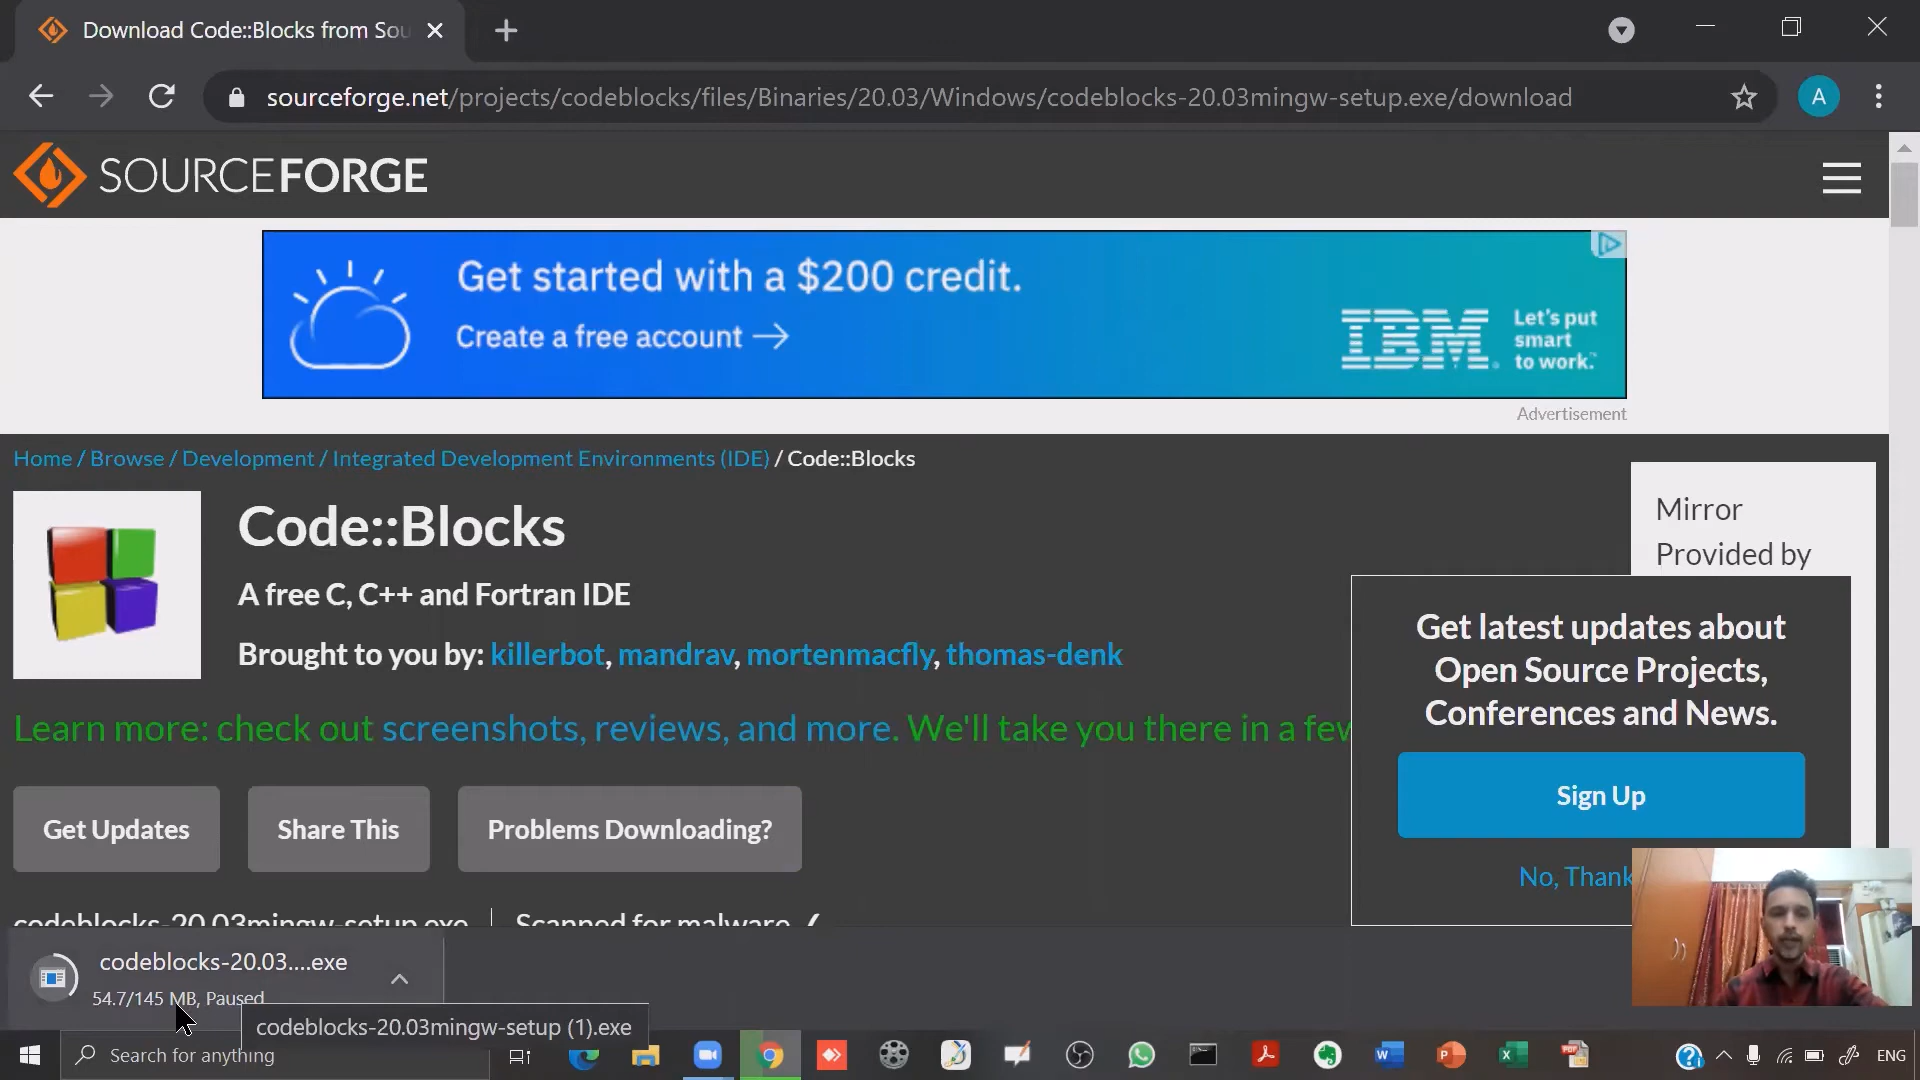 Download Code::Blocks from Sou
A
sourceforge.net/projects/codeblocks/files/Binaries/20.03/Windows/codeblocks-20.03mingw-setup.exe/download
SOURCEFORGE
Get started with a $200 credit.
Create a free account →
IBM
Let's put
smart
to work.
Advertisement
Home / Browse / Development / Integrated Development Environments (IDE) / Code::Blocks
Code::Blocks
A free C, C++ and Fortran IDE
Brought to you by: killerbot, mandrav, mortenmacfly, thomas-denk
Mirror
Provided by
Learn more: check out screenshots, reviews, and more. We'll take you there in a few
Get latest updates about
Open Source Projects,
Conferences and News.
Sign Up
No, Thank
Get Updates
Share This
Problems Downloading?
codeblocks-20.03mingw-setup.exe | Scanned for malware ✓
codeblocks-20.03....exe
54.7/145 MB, Paused
codeblocks-20.03mingw-setup (1).exe
Search for anything
ENG